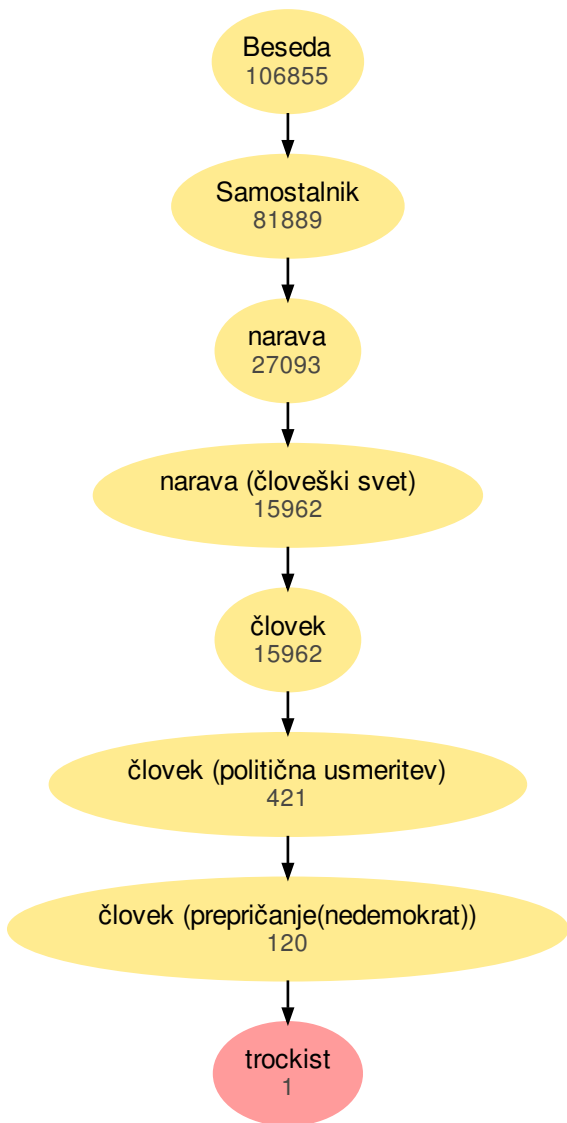 Beseda
106855
Samostalnik
81889
narava
27093
narava (človeški svet)
15962
človek
15962
človek (politična usmeritev)
421
človek (prepričanje(nedemokrat))
120
trockist
1